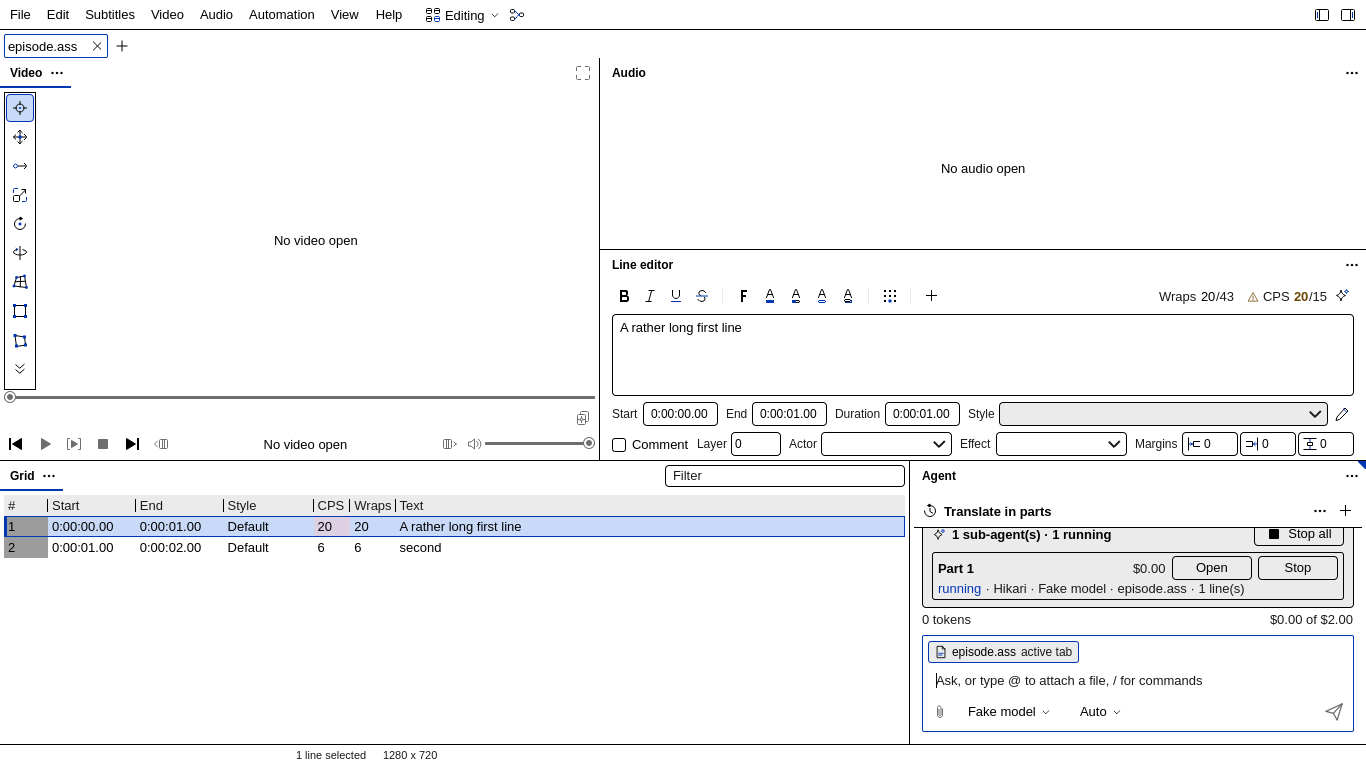 File Edit Subtitles Video Audio Automation View Help Editing
episode.ass
Video
No video open
No video open
Audio
No audio open
Line editor
B I U S F A A A A Wraps 20/43 CPS 20/15
A rather long first line
Start 0:00:00.00 End 0:00:01.00 Duration 0:00:01.00 Style
Comment Layer 0 Actor Effect Margins 0 0 0
Grid Filter
# Start End Style CPS Wraps Text
1 0:00:00.00 0:00:01.00 Default 20 20 A rather long first line
2 0:00:01.00 0:00:02.00 Default 6 6 second
Agent
Translate in parts
1 sub-agent(s) · 1 running Stop all
Part 1 $0.00 Open Stop
running · Hikari · Fake model · episode.ass · 1 line(s)
0 tokens $0.00 of $2.00
episode.ass active tab
Ask, or type @ to attach a file, / for commands
Fake model Auto
1 line selected 1280 x 720